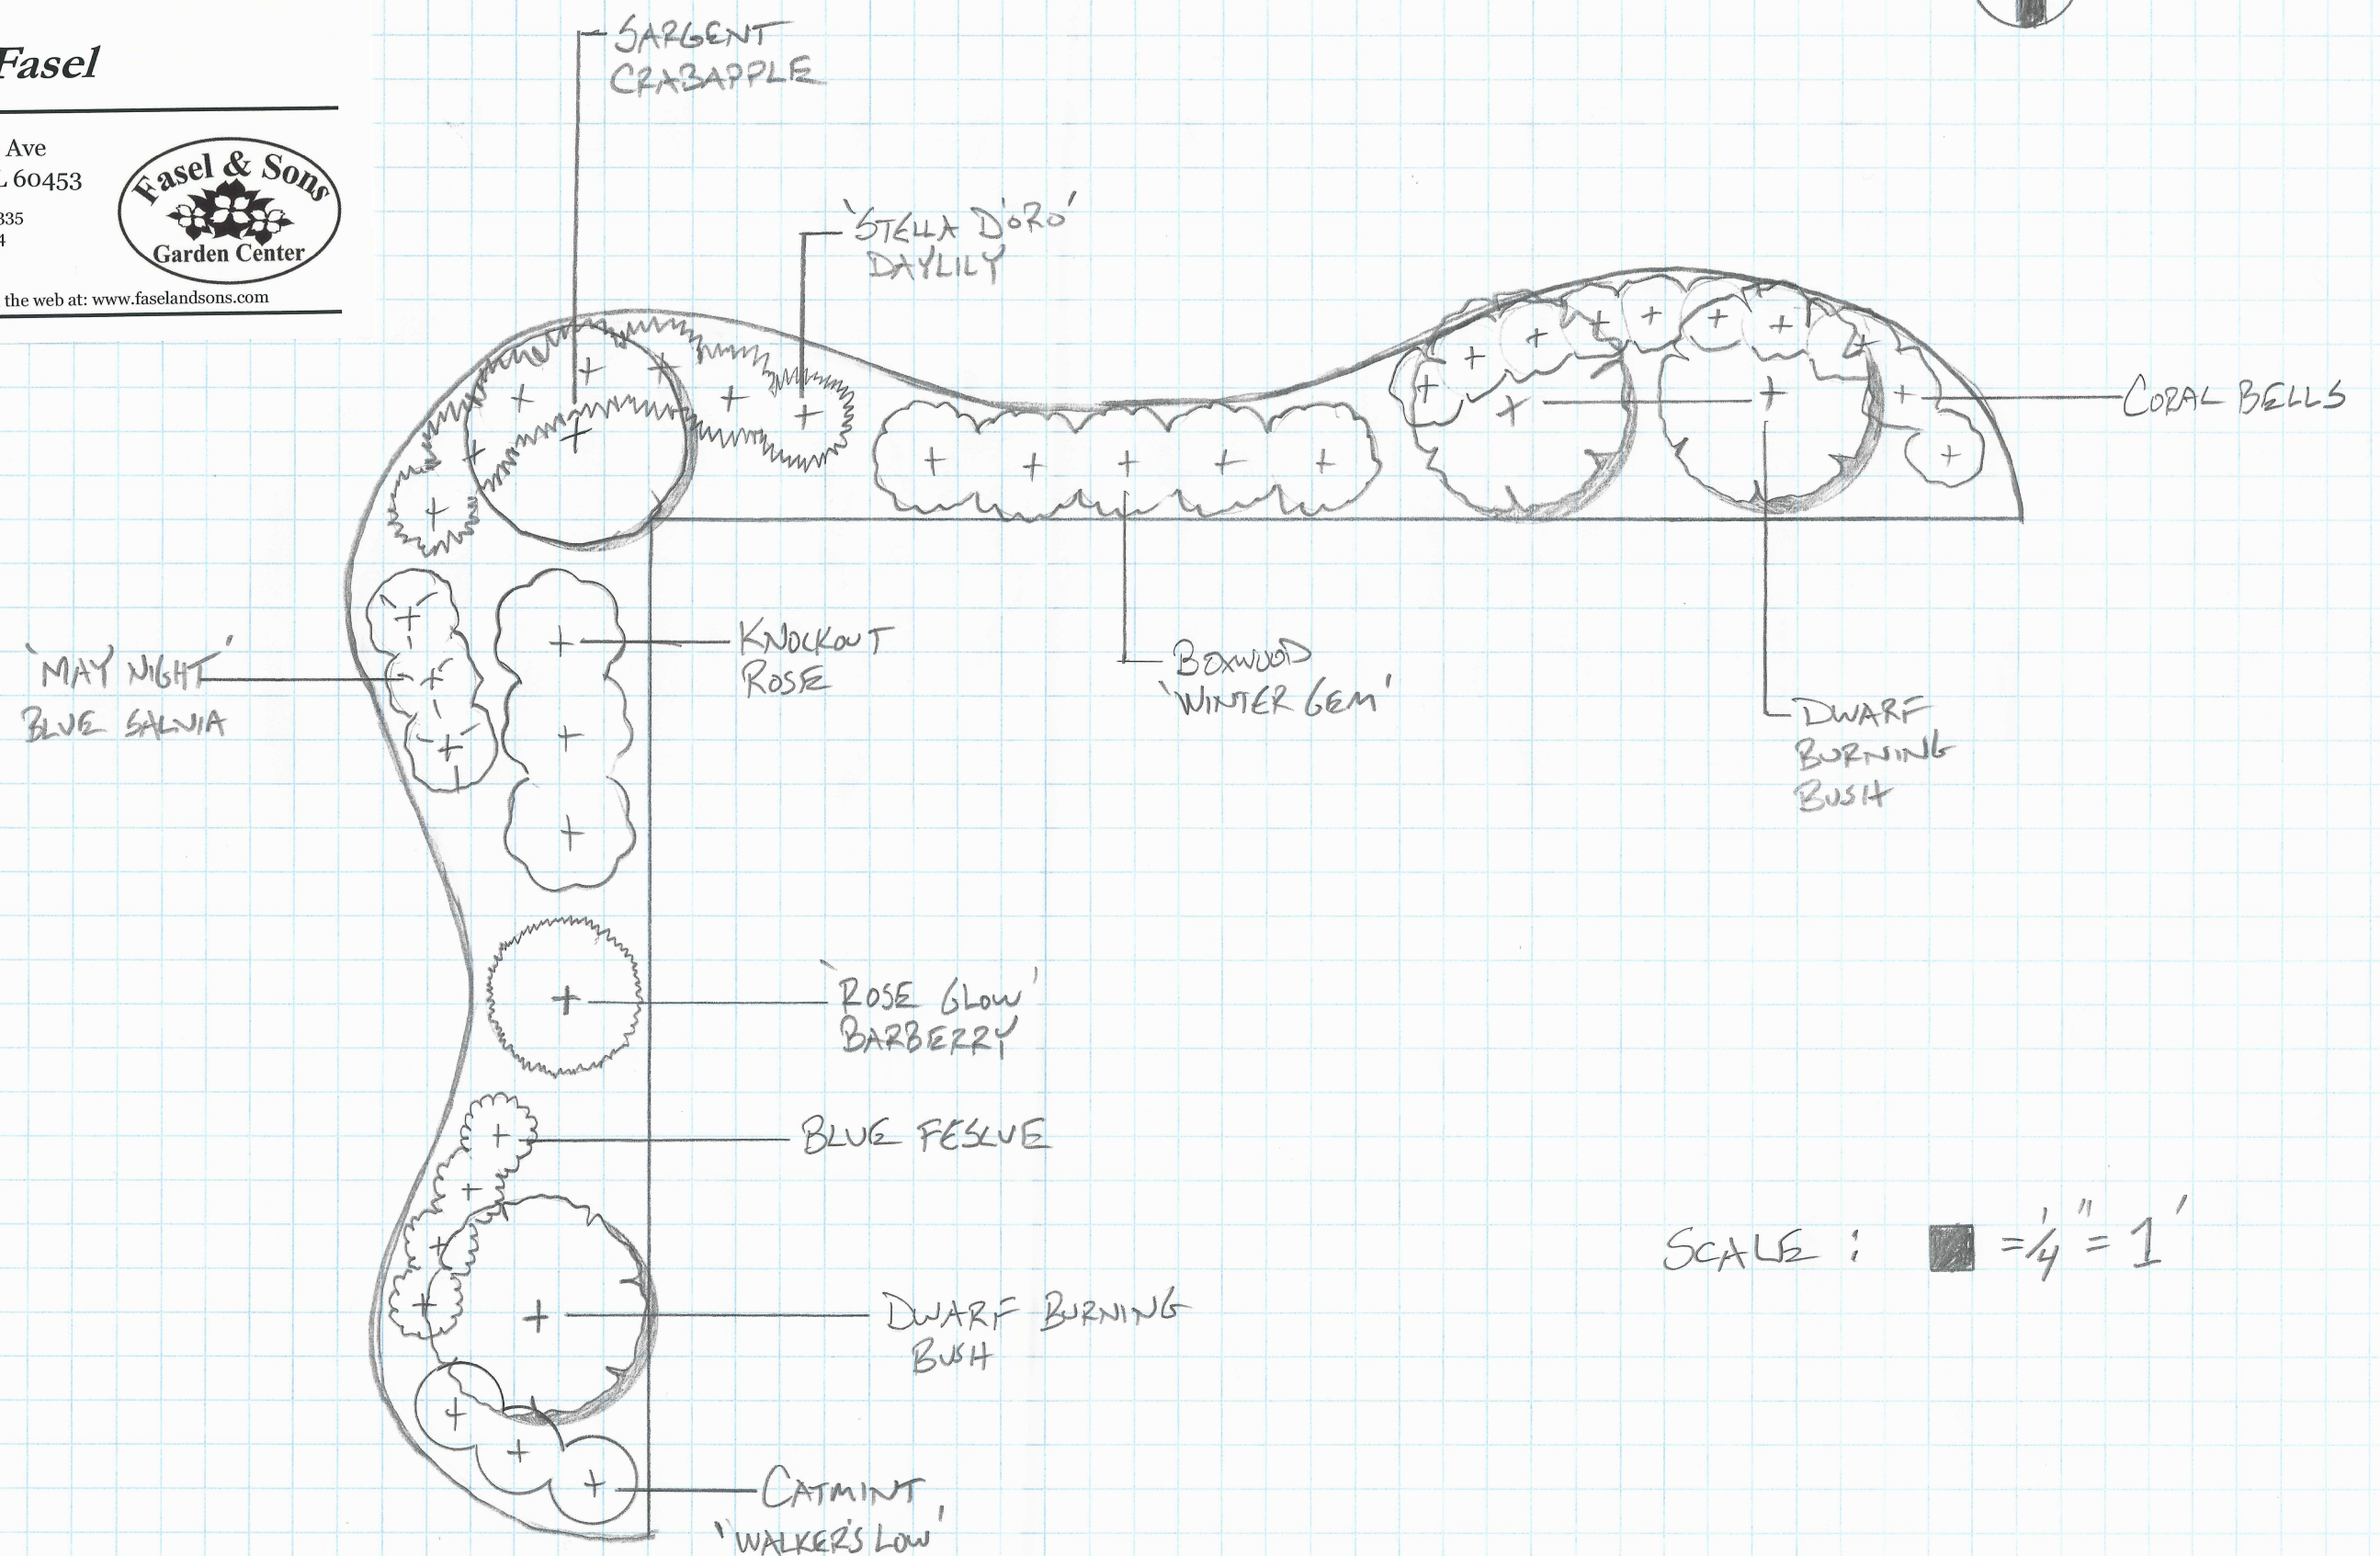 Fasel
Ave
L 60453
335
4
Fasel & Sons
Garden Center
the web at: www.faselandsons.com
SARGENT
CRABAPPLE
'STELLA D'ORO'
DAYLILY
CORAL BELLS
'MAY NIGHT'
BLUE SALVIA
KNOCKOUT
ROSE
BOXWOOD
'WINTER GEM'
DWARF
BURNING
BUSH
'ROSE GLOW'
BARBERRY
BLUE FESCUE
DWARF BURNING
BUSH
SCALE : = 1/4" = 1'
CATMINT
'WALKER'S LOW'